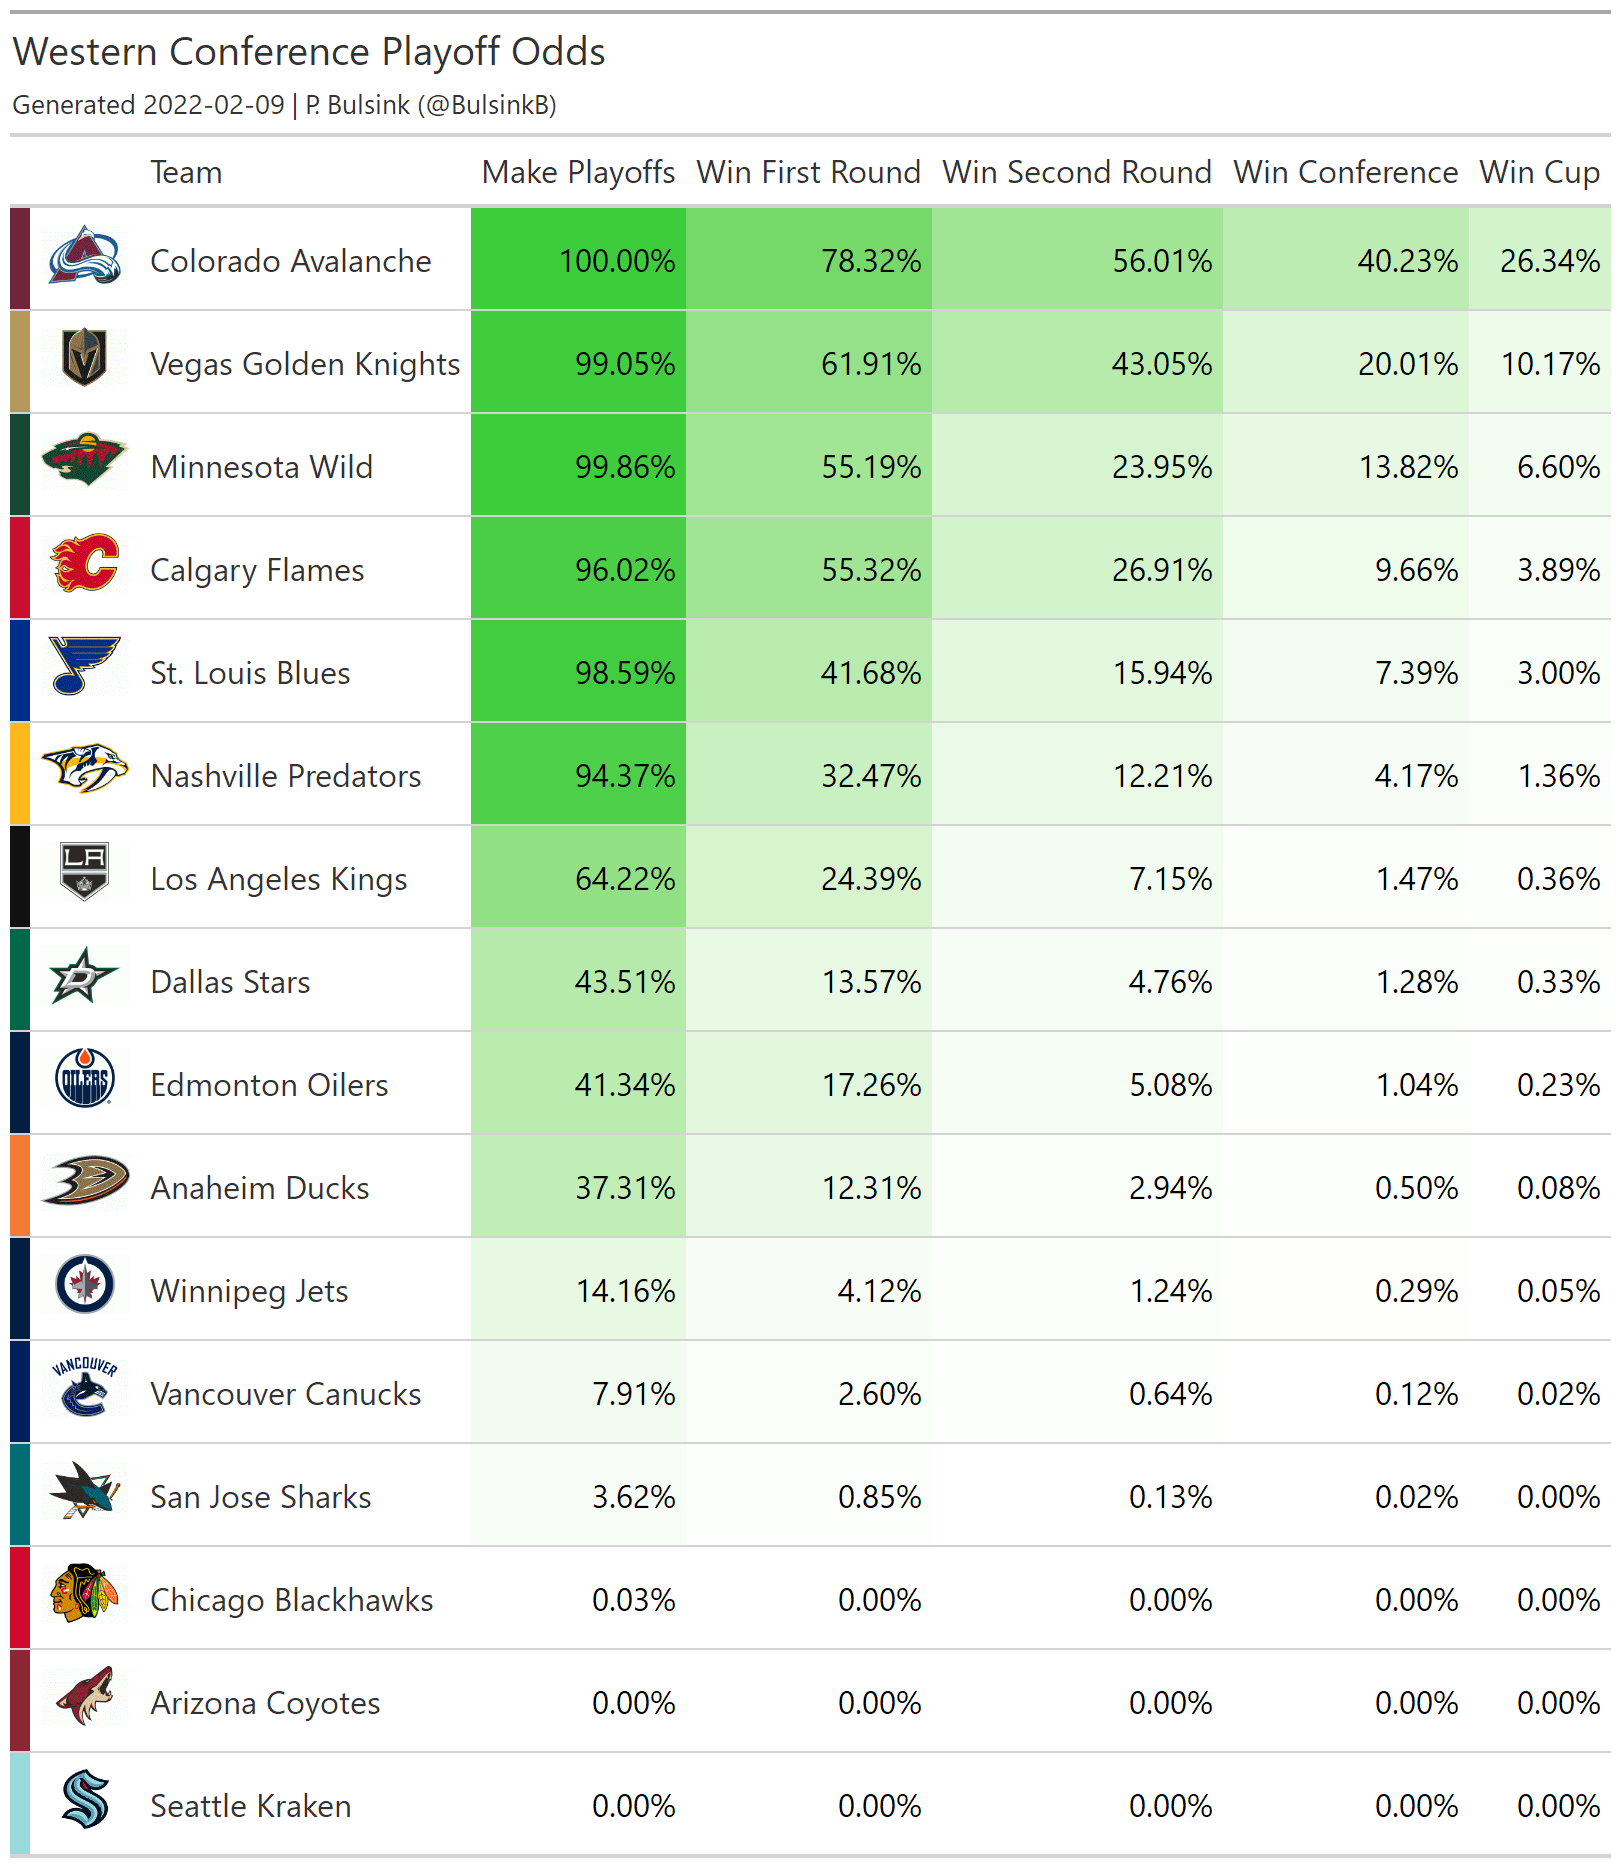 Western Conference Playoff Odds
Generated 2022-02-09 | P. Bulsink (@BulsinkB)
Team Make Playoffs Win First Round Win Second Round Win Conference Win Cup
Colorado Avalanche 100.00% 78.32% 56.01% 40.23% 26.34%
Vegas Golden Knights 99.05% 61.91% 43.05% 20.01% 10.17%
Minnesota Wild 99.86% 55.19% 23.95% 13.82% 6.60%
Calgary Flames 96.02% 55.32% 26.91% 9.66% 3.89%
St. Louis Blues 98.59% 41.68% 15.94% 7.39% 3.00%
Nashville Predators 94.37% 32.47% 12.21% 4.17% 1.36%
LA Los Angeles Kings 64.22% 24.39% 7.15% 1.47% 0.36%
D Dallas Stars 43.51% 13.57% 4.76% 1.28% 0.33%
OILERS Edmonton Oilers 41.34% 17.26% 5.08% 1.04% 0.23%
Anaheim Ducks 37.31% 12.31% 2.94% 0.50% 0.08%
Winnipeg Jets 14.16% 4.12% 1.24% 0.29% 0.05%
VANCOUVER Vancouver Canucks 7.91% 2.60% 0.64% 0.12% 0.02%
San Jose Sharks 3.62% 0.85% 0.13% 0.02% 0.00%
Chicago Blackhawks 0.03% 0.00% 0.00% 0.00% 0.00%
Arizona Coyotes 0.00% 0.00% 0.00% 0.00% 0.00%
Seattle Kraken 0.00% 0.00% 0.00% 0.00% 0.00%